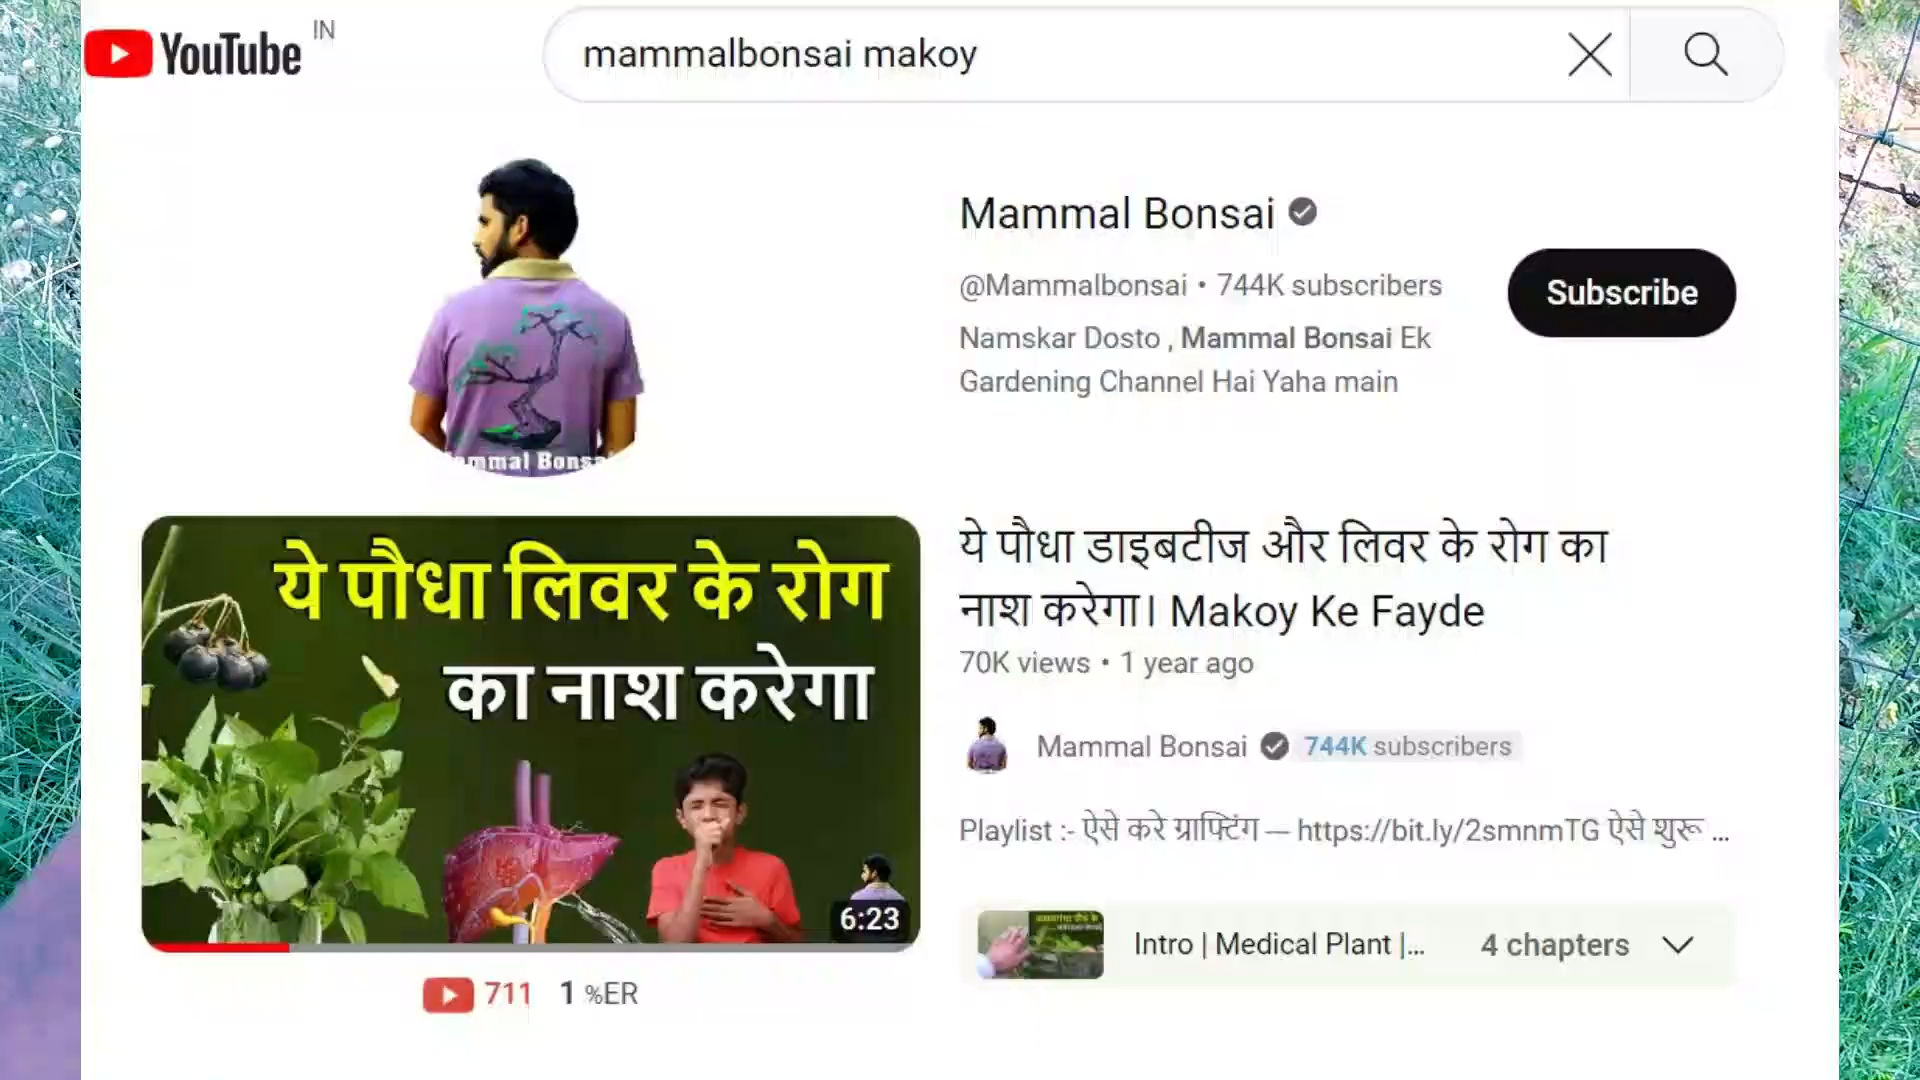 YouTube IN
mammalbonsai makoy
Mammal Bonsai
@Mammalbonsai • 744K subscribers
Subscribe
Namskar Dosto , Mammal Bonsai Ek
Gardening Channel Hai Yaha main
Mammal Bonsai
ये पौधा लिवर के रोग
का नाश करेगा
6:23
711 1 %ER
ये पौधा डाइबटीज और लिवर के रोग का
नाश करेगा। Makoy Ke Fayde
70K views • 1 year ago
Mammal Bonsai 744K subscribers
Playlist :- ऐसे करे ग्राफ्टिंग — https://bit.ly/2smnmTG ऐसे शुरू ...
Intro | Medical Plant |... 4 chapters